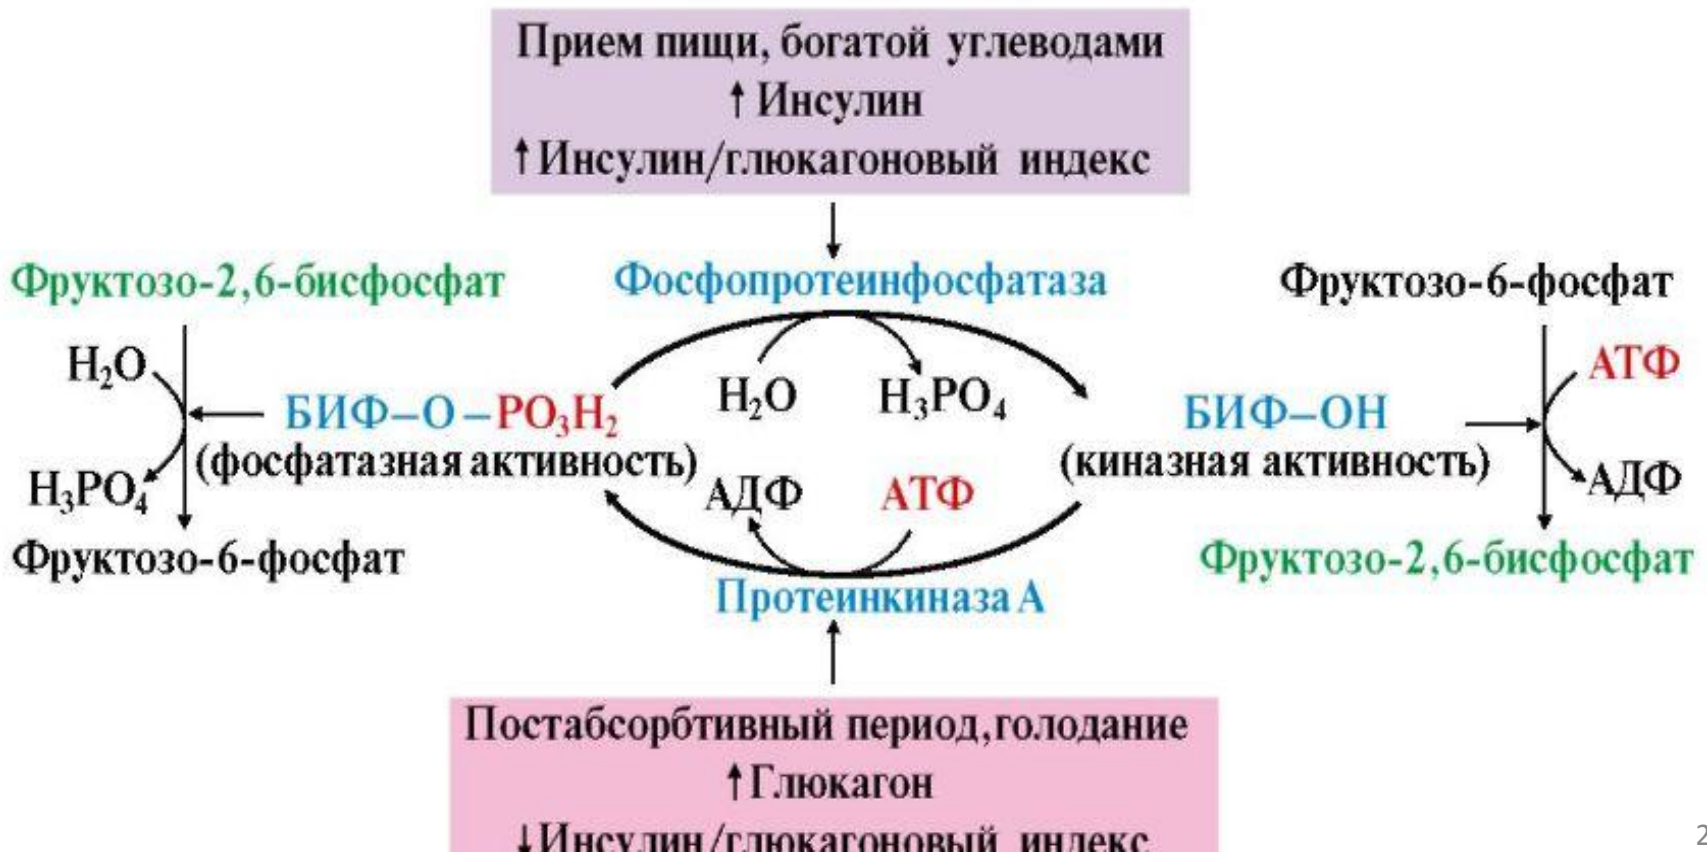 Прием пищи, богатой углеводами
↑ Инсулин
↑ Инсулин/глюкагоновый индекс
Фруктозо-2,6-бисфосфат
Фосфопротеинфосфатаза
Фруктозо-6-фосфат
H₂O
АТФ
H₂O
H₃PO₄
БИФ–О–PO₃H₂
(фосфатазная активность)
БИФ–ОН
(киназная активность)
H₃PO₄
АДФ
АТФ
АДФ
Фруктозо-6-фосфат
Фруктозо-2,6-бисфосфат
Протеинкиназа А
Постабсорбтивный период,голодание
↑ Глюкагон
↓ Инсулин/глюкагоновый индекс
2